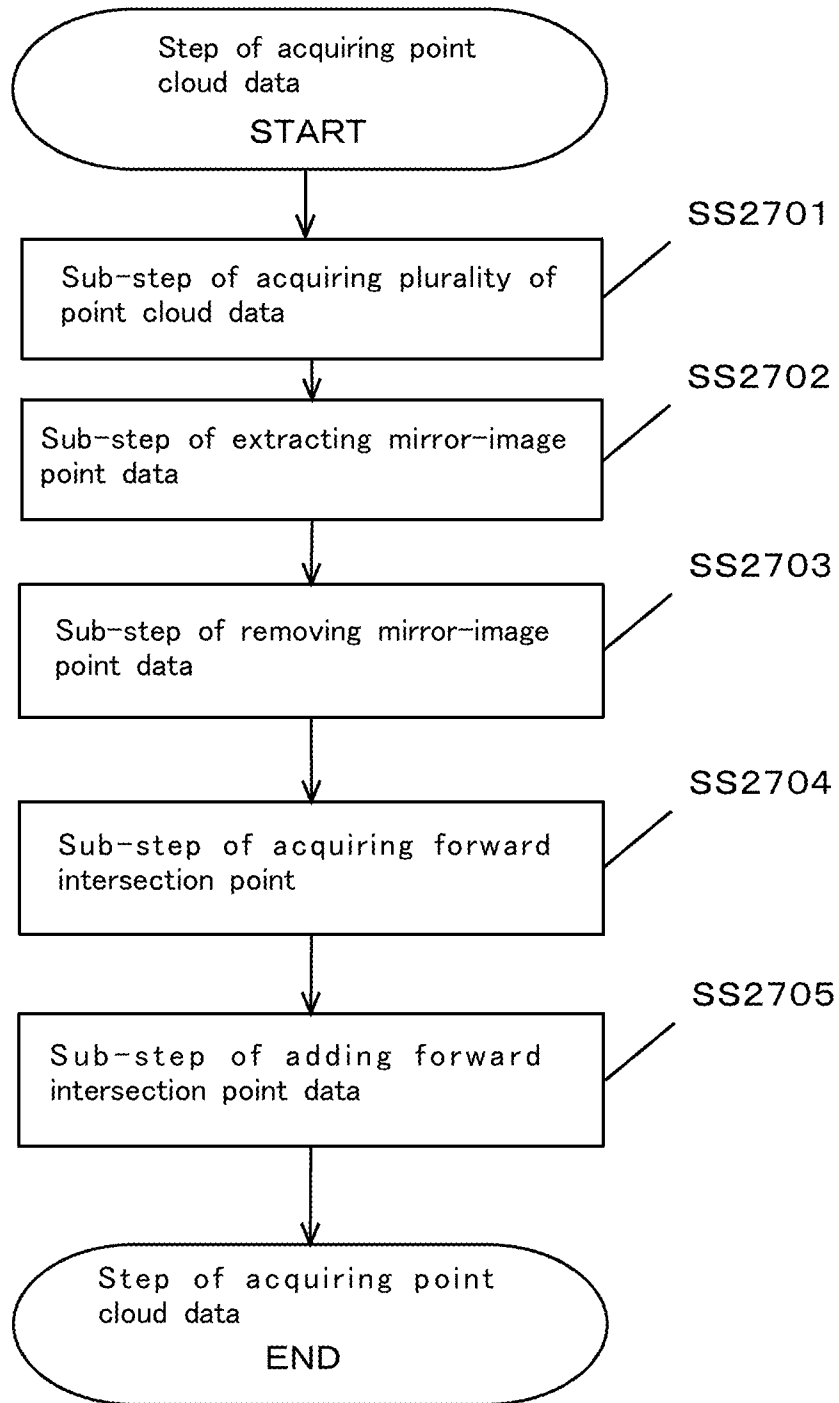 Step of acquiring point
cloud data
START
SS2701
Sub-step of acquiring plurality of
point cloud data
SS2702
Sub-step of extracting mirror-image
point data
SS2703
Sub-step of removing mirror-image
point data
SS2704
Sub-step of acquiring forward
intersection point
SS2705
Sub-step of adding forward
intersection point data
Step of acquiring point
cloud data
END